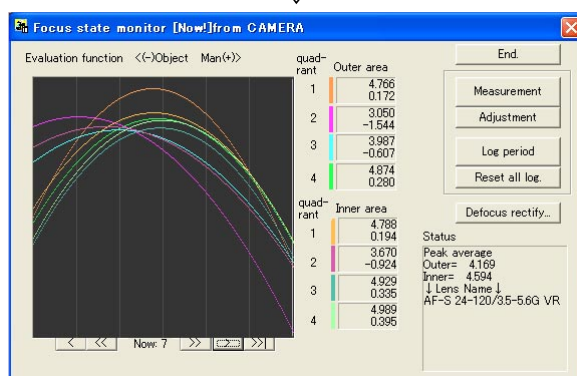 Focus state monitor [Now!]from CAMERA
Evaluation function <(-)Object Man(+)>
quad-
rant Outer area
1 4.766
0.172
2 3.050
-1.544
3 3.987
-0.607
4 4.874
0.280
quad-
rant Inner area
1 4.788
0.194
2 3.670
-0.924
3 4.929
0.335
4 4.989
0.395
< << Now: 7 >> >>|
End.
Measurement
Adjustment
Log period
Reset all log.
Defocus rectify...
Status
Peak average
Outer= 4.169
Inner= 4.594
↓Lens Name↓
AF-S 24-120/3.5-5.6G VR